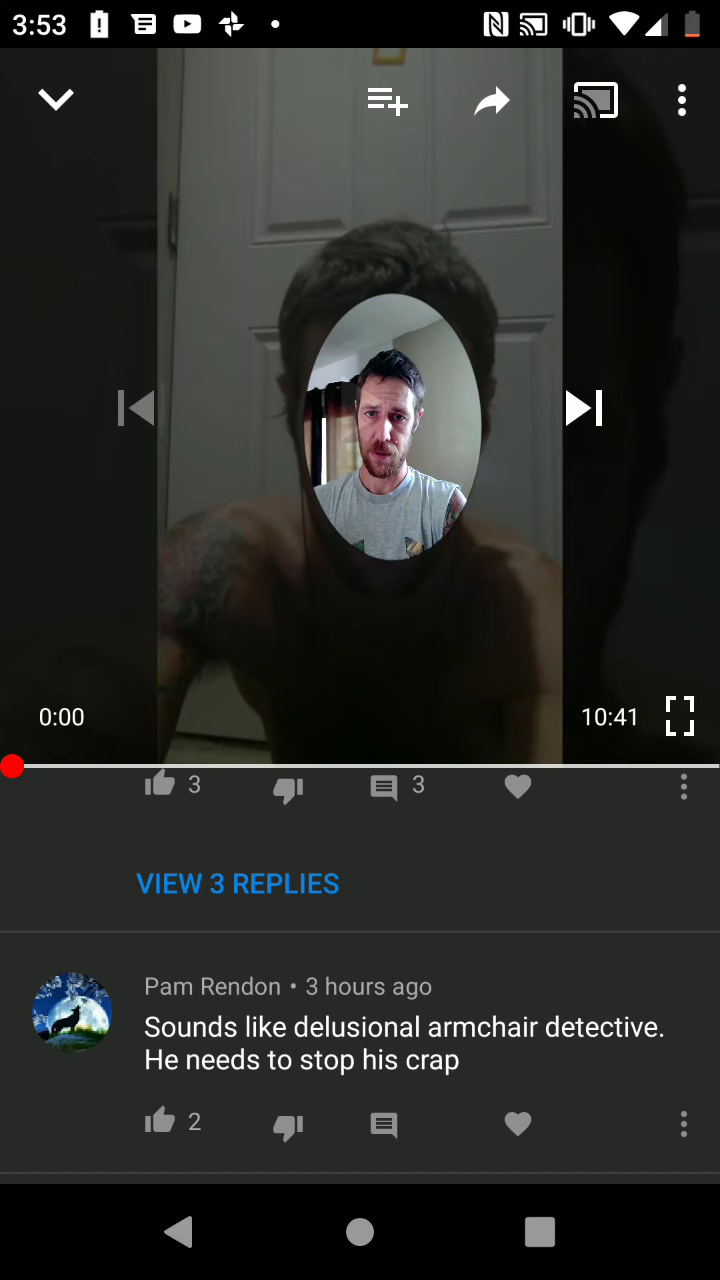 3:53
0:00
10:41
3
3
VIEW 3 REPLIES
Pam Rendon • 3 hours ago
Sounds like delusional armchair detective.
He needs to stop his crap
2